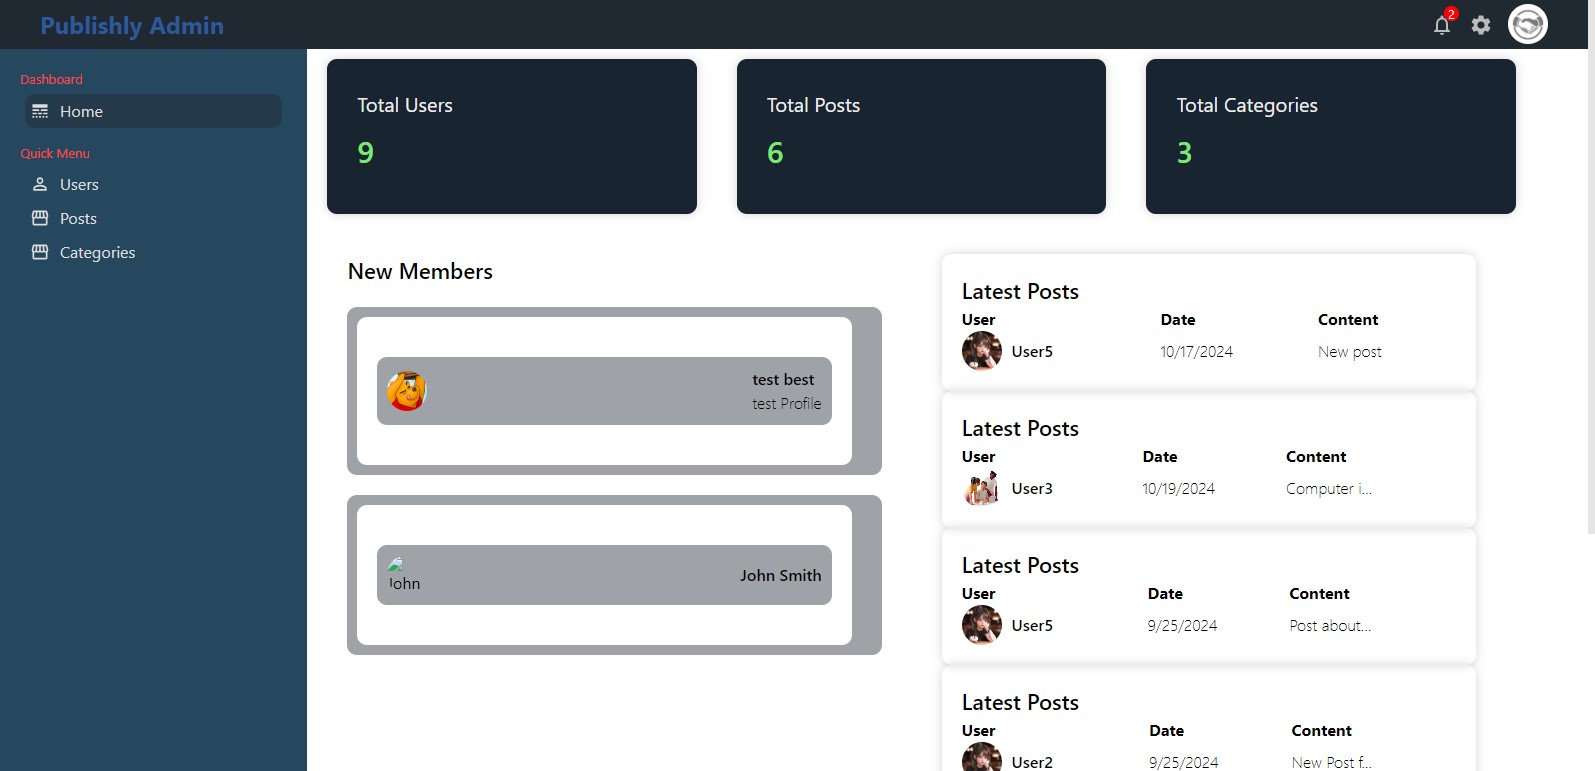 Publishly Admin
2
Dashboard
Home
Quick Menu
Users
Posts
Categories
Total Users
9
Total Posts
6
Total Categories
3
New Members
test best
test Profile
John
John Smith
Latest Posts
User Date Content
User5 10/17/2024 New post
Latest Posts
User Date Content
User3 10/19/2024 Computer i...
Latest Posts
User Date Content
User5 9/25/2024 Post about...
Latest Posts
User Date Content
User2 9/25/2024 New Post f...